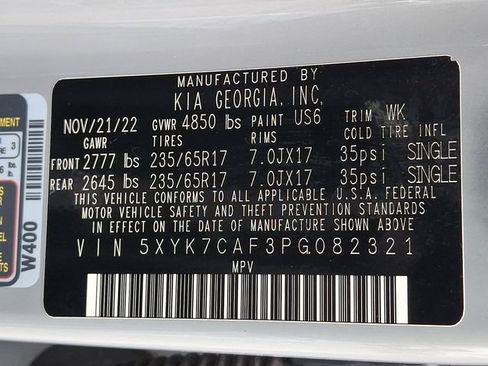 MANUFACTURED BY
KIA GEORGIA, INC.
NOV/21/22 GVWR 4850 lbs PAINT US6 TRIM WK
GAWR TIRES RIMS COLD TIRE INFL
FRONT 2777 lbs 235/65R17 7.0JX17 35psi SINGLE
REAR 2645 lbs 235/65R17 7.0JX17 35psi SINGLE
THIS VEHICLE CONFORMS TO ALL APPLICABLE U.S.A. FEDERAL
MOTOR VEHICLE SAFETY AND THEFT PREVENTION STANDARDS
IN EFFECT ON THE DATE OF MANUFACTURE SHOWN ABOVE.
VIN 5XYK7CAF3PG082321
MPV
W400
3